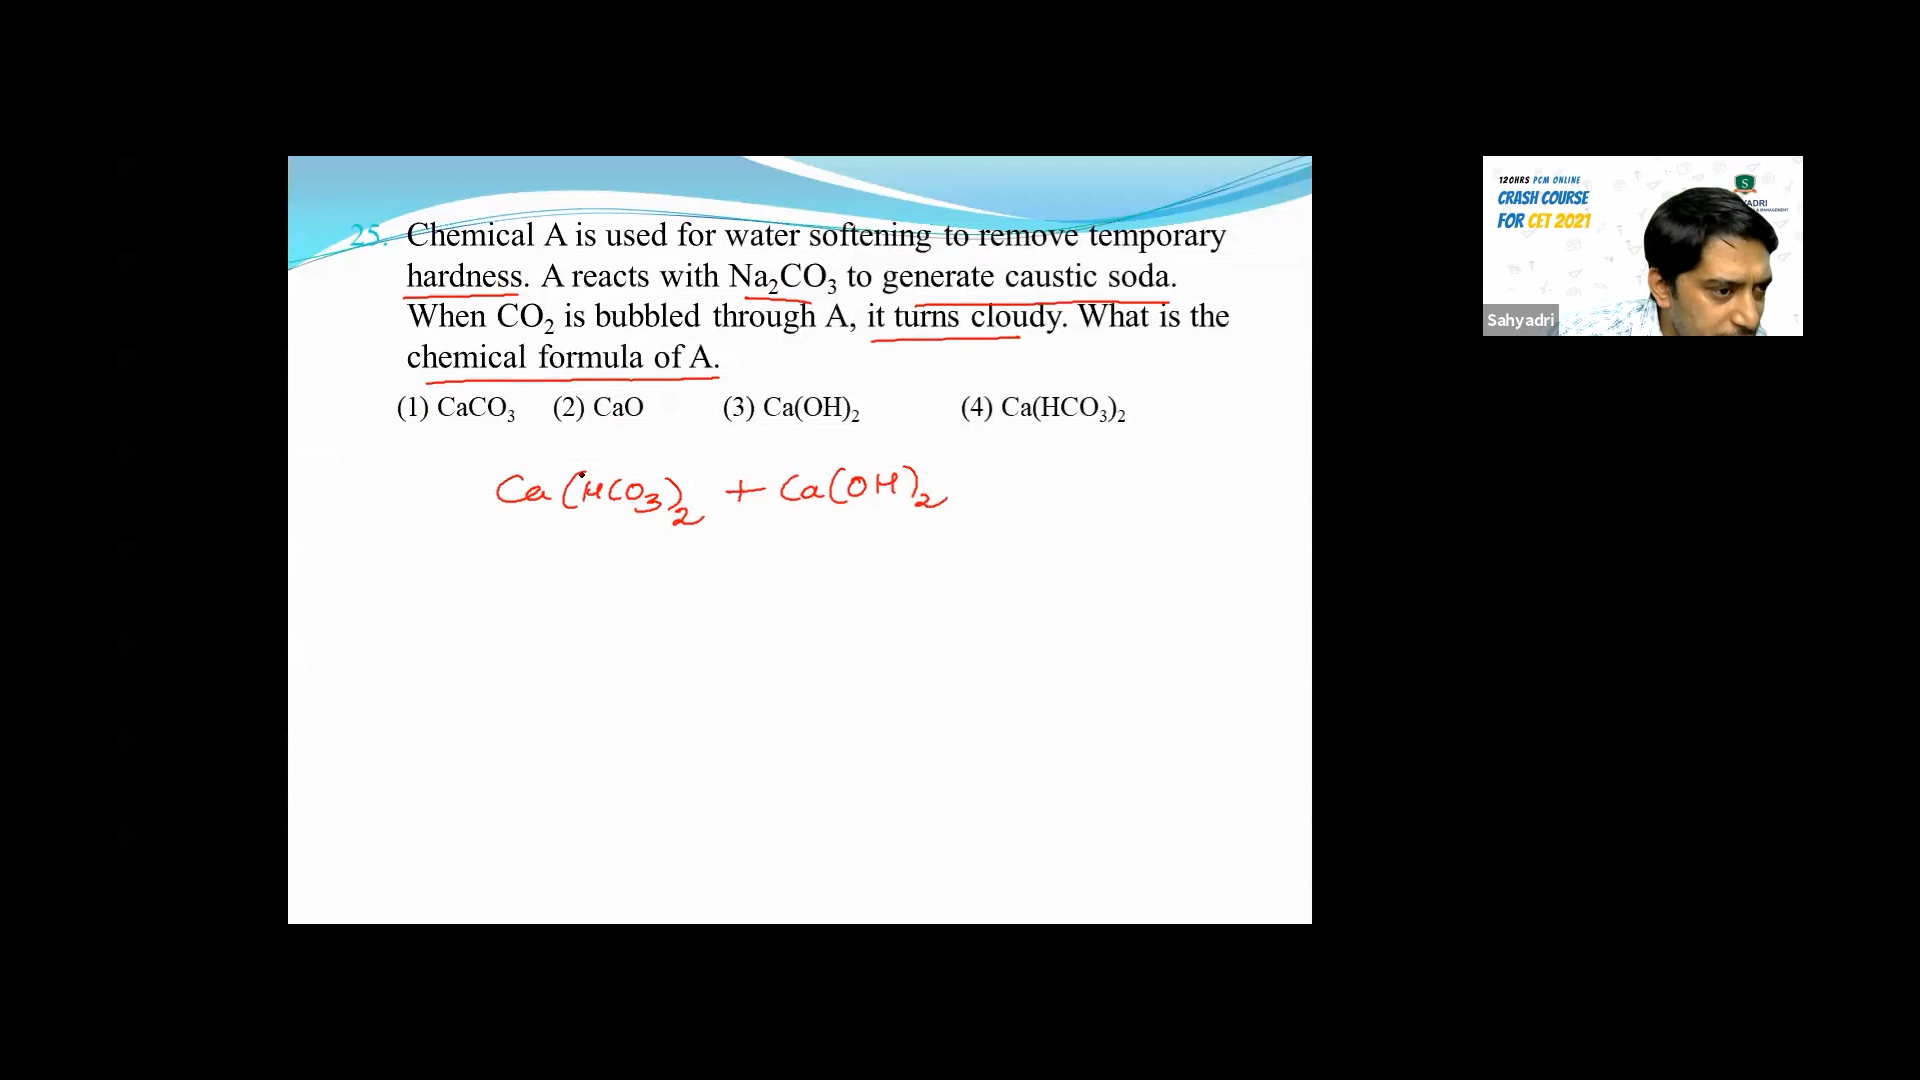 25. Chemical A is used for water softening to remove temporary
hardness. A reacts with Na₂CO₃ to generate caustic soda.
When CO₂ is bubbled through A, it turns cloudy. What is the
chemical formula of A.
(1) CaCO₃ (2) CaO (3) Ca(OH)₂ (4) Ca(HCO₃)₂
Ca(HCO₃)₂ + Ca(OH)₂
120HRS PCM ONLINE
CRASH COURSE
FOR CET 2021
S
YADRI
& MANAGEMENT
Sahyadri